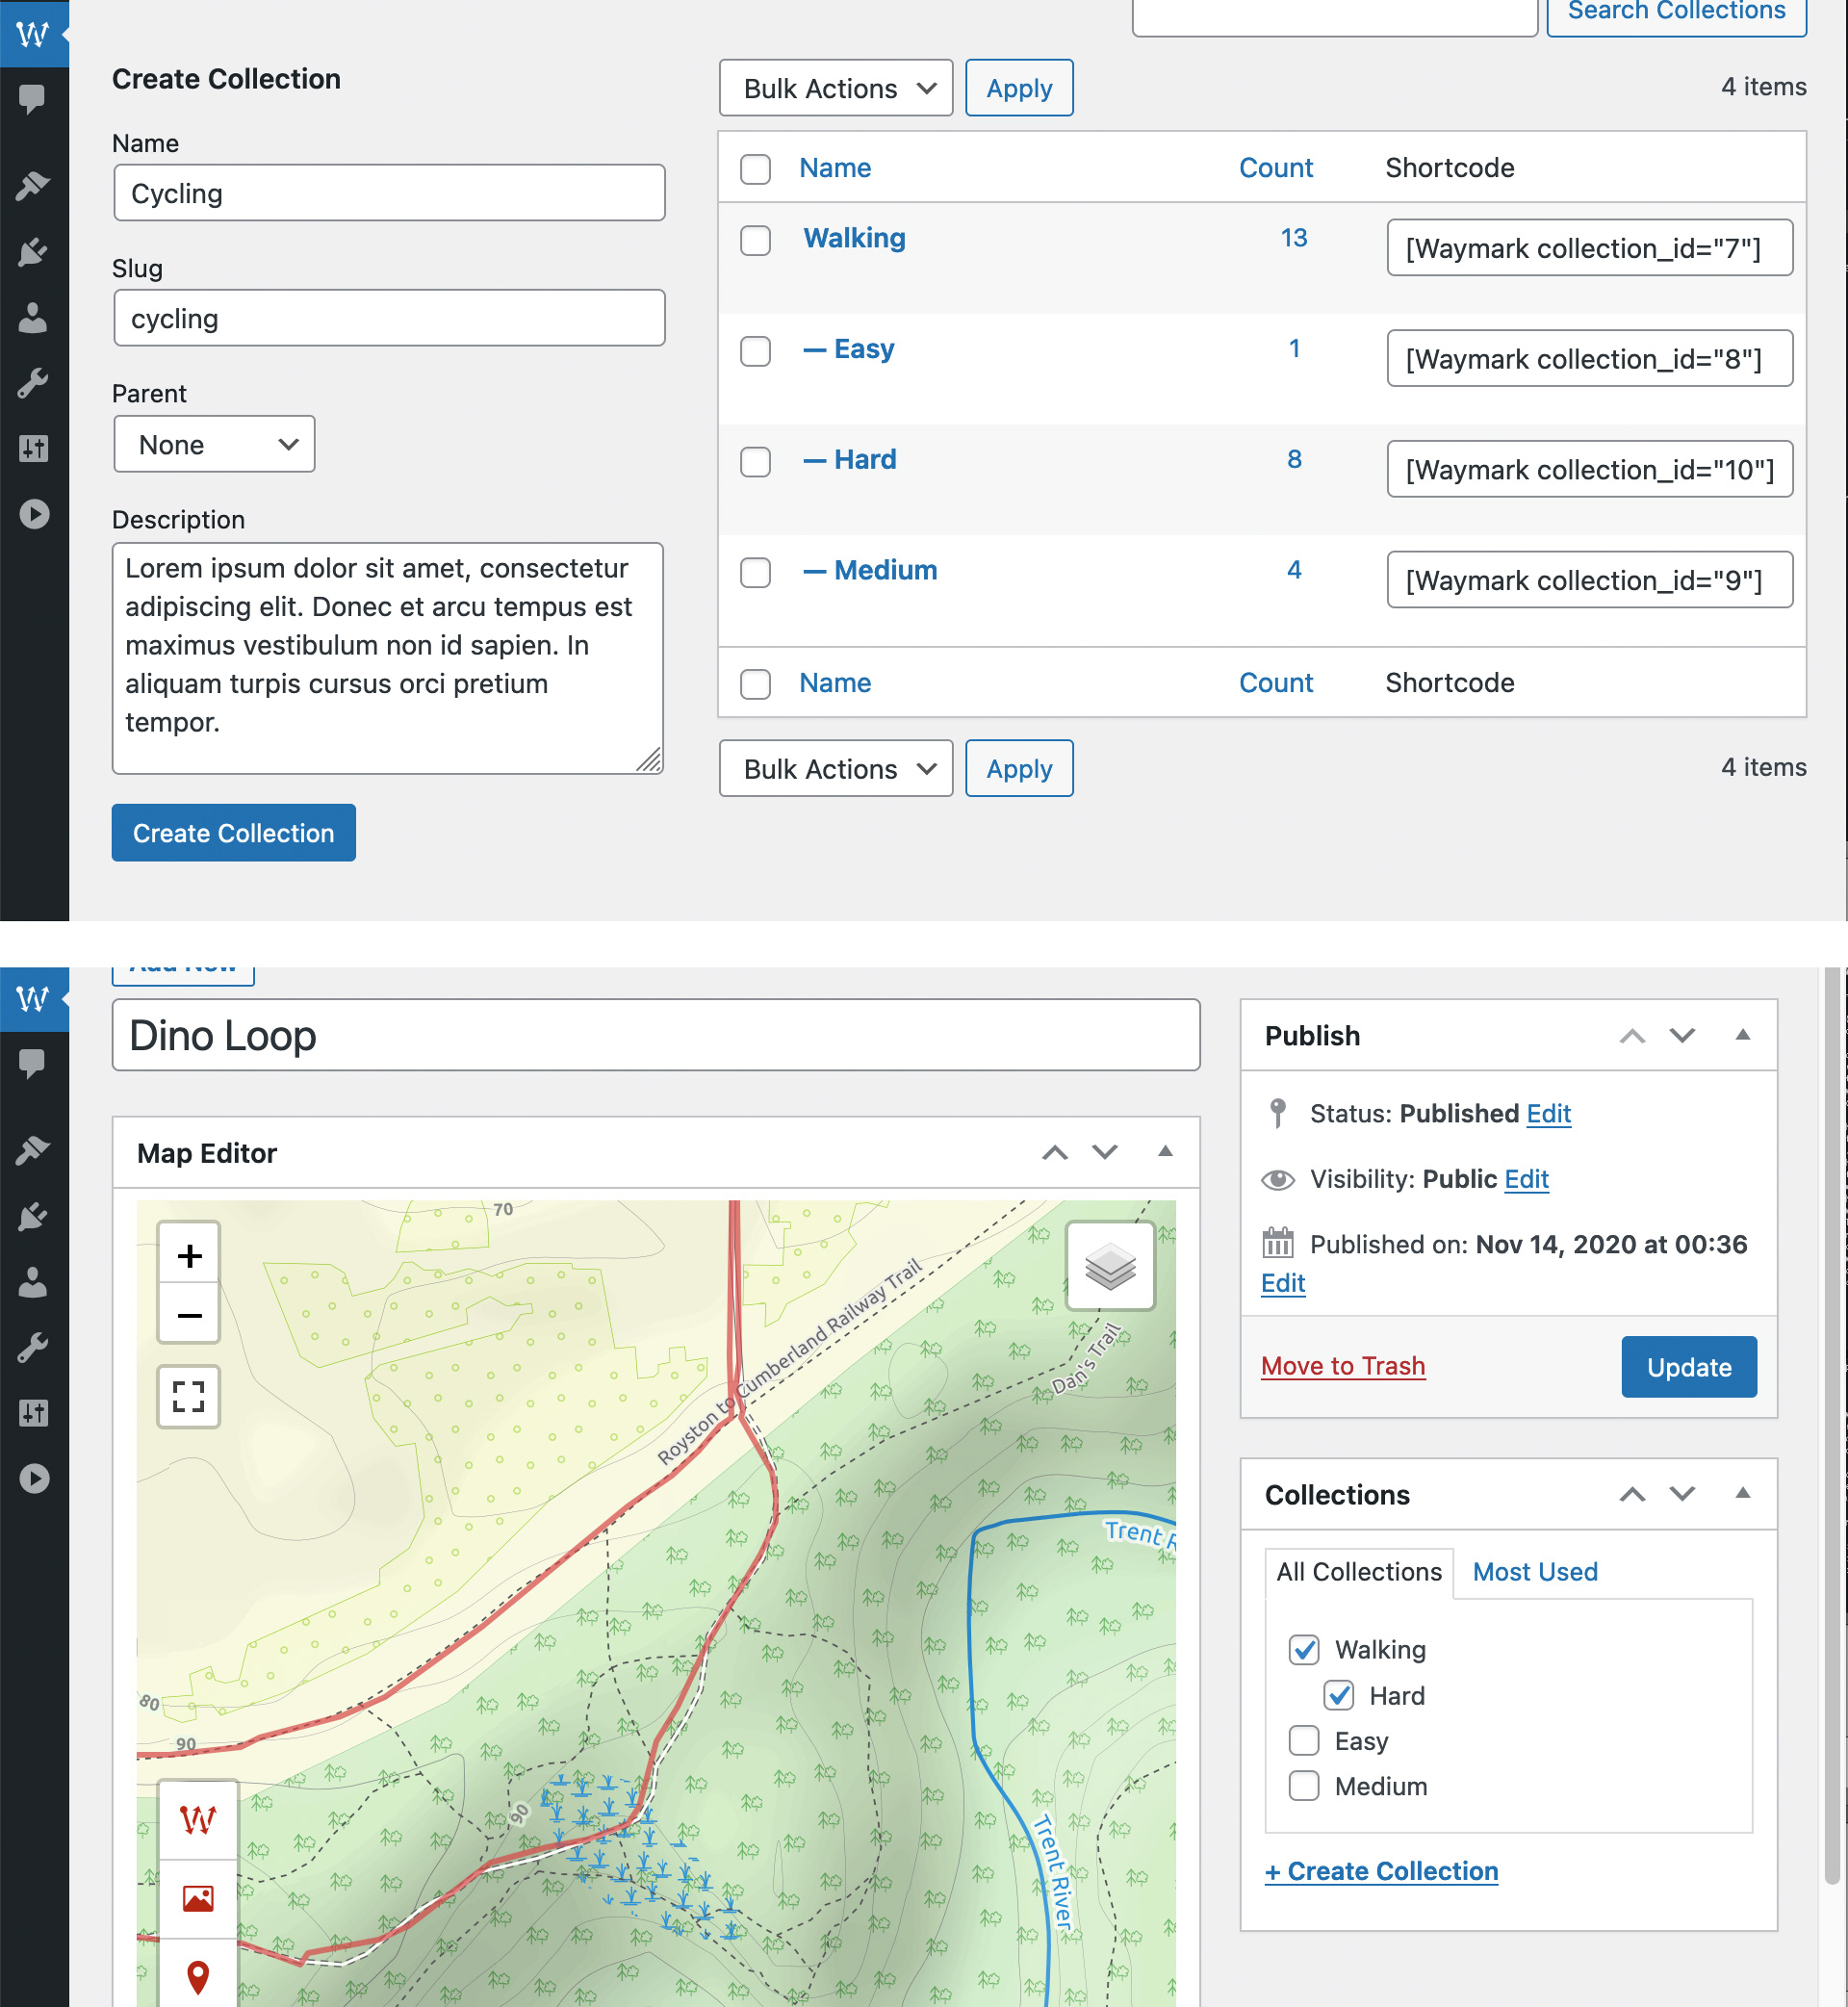 Search Collections
Create Collection
Name
Cycling
Slug
cycling
Parent
None
Description
Lorem ipsum dolor sit amet, consectetur
adipiscing elit. Donec et arcu tempus est
maximus vestibulum non id sapien. In
aliquam turpis cursus orci pretium
tempor.
Create Collection
Bulk Actions Apply 4 items
Name Count Shortcode
Walking 13 [Waymark collection_id="7"]
— Easy 1 [Waymark collection_id="8"]
— Hard 8 [Waymark collection_id="10"]
— Medium 4 [Waymark collection_id="9"]
Name Count Shortcode
Bulk Actions Apply 4 items
Add New
Dino Loop
Map Editor
+
−
70
Royston to Cumberland Railway Trail
Dan's Trail
Trent R
80
90
90
Trent River
Publish
Status: Published Edit
Visibility: Public Edit
Published on: Nov 14, 2020 at 00:36
Edit
Move to Trash Update
Collections
All Collections Most Used
Walking
Hard
Easy
Medium
+ Create Collection